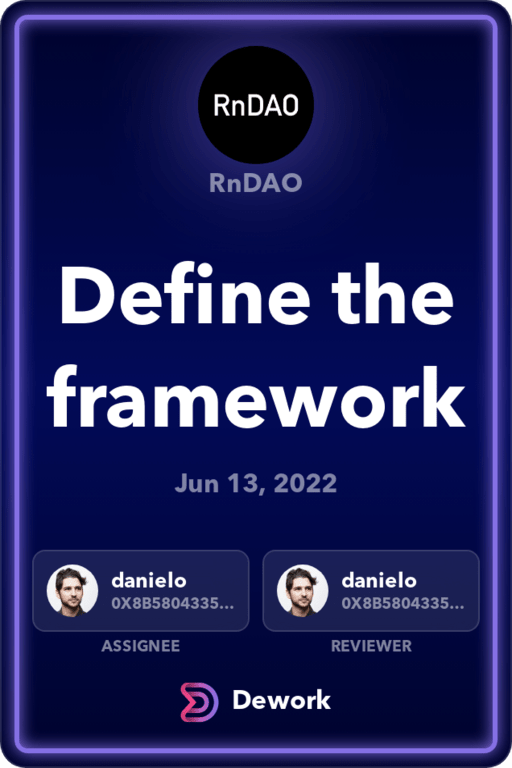 RnDAO
RnDAO
Define the
framework
Jun 13, 2022
danielo
0X8B5804335...
ASSIGNEE
danielo
0X8B5804335...
REVIEWER
Dework